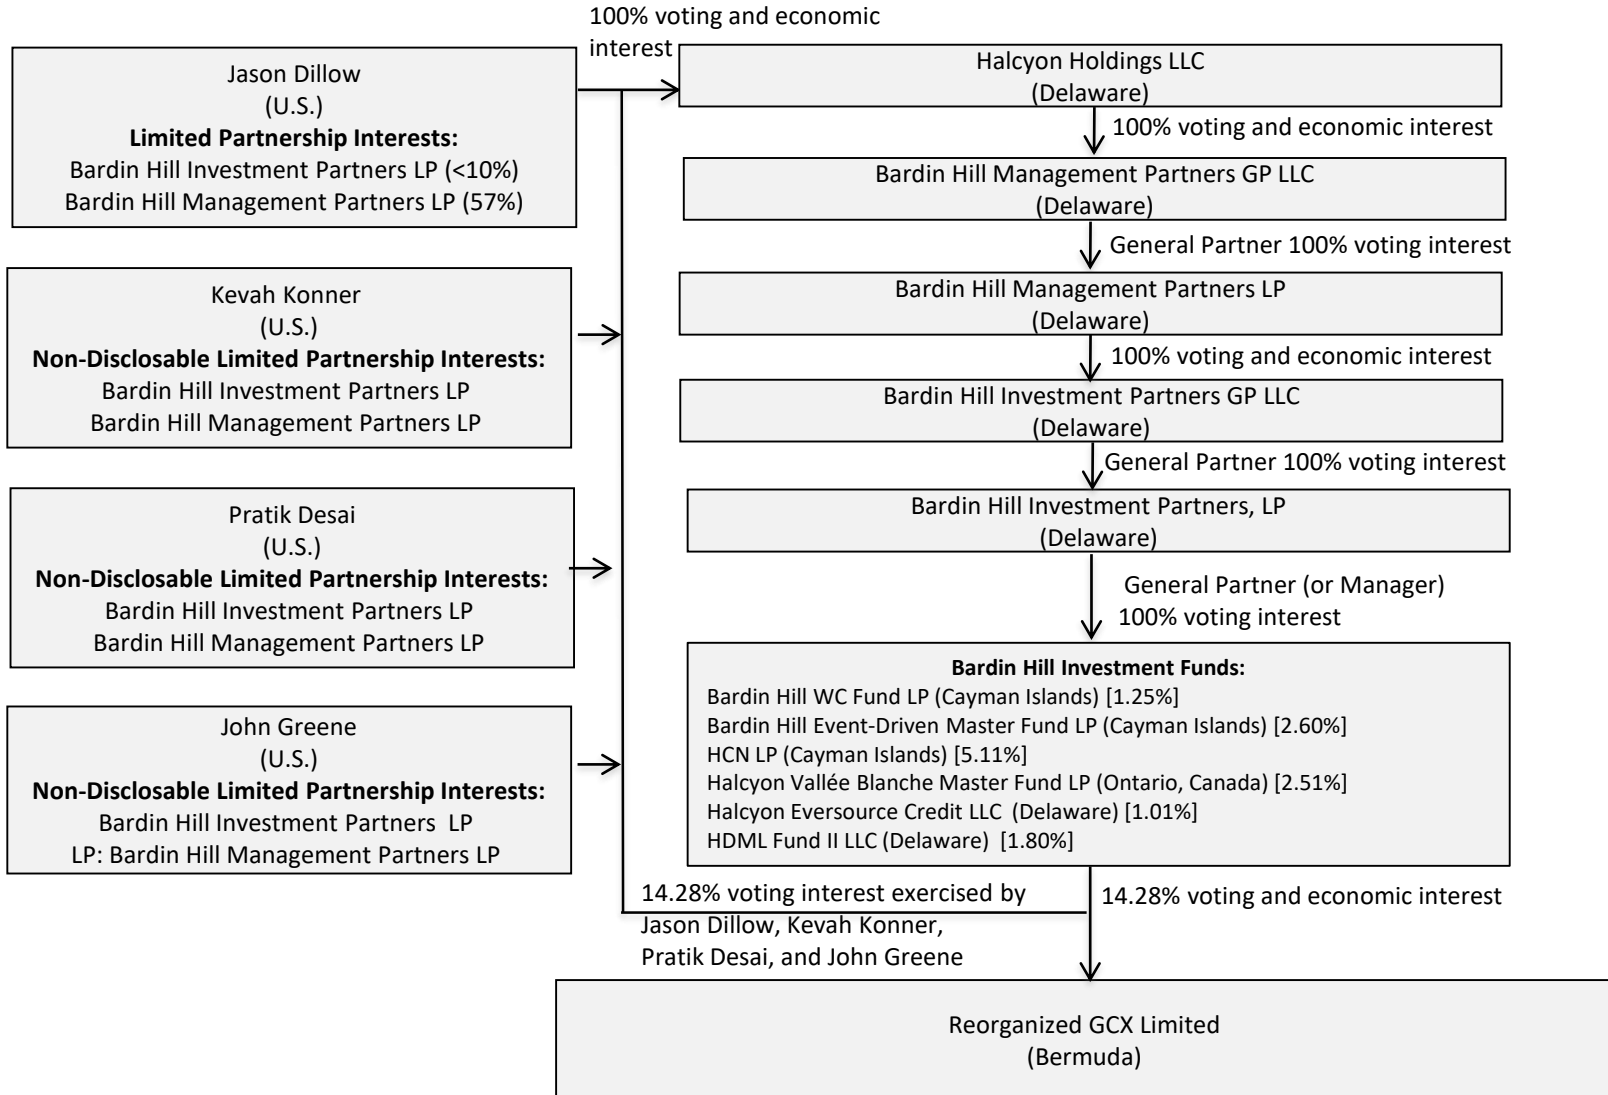 100% voting and economic
interest
Jason Dillow
(U.S.)
Limited Partnership Interests:
Bardin Hill Investment Partners LP (<10%)
Bardin Hill Management Partners LP (57%)
Kevah Konner
(U.S.)
Non-Disclosable Limited Partnership Interests:
Bardin Hill Investment Partners LP
Bardin Hill Management Partners LP
Pratik Desai
(U.S.)
Non-Disclosable Limited Partnership Interests:
Bardin Hill Investment Partners LP
Bardin Hill Management Partners LP
John Greene
(U.S.)
Non-Disclosable Limited Partnership Interests:
Bardin Hill Investment Partners  LP
LP: Bardin Hill Management Partners LP
Halcyon Holdings LLC
(Delaware)
100% voting and economic interest
Bardin Hill Management Partners GP LLC
(Delaware)
General Partner 100% voting interest
Bardin Hill Management Partners LP
(Delaware)
100% voting and economic interest
Bardin Hill Investment Partners GP LLC
(Delaware)
General Partner 100% voting interest
Bardin Hill Investment Partners, LP
(Delaware)
General Partner (or Manager)
100% voting interest
Bardin Hill Investment Funds:
Bardin Hill WC Fund LP (Cayman Islands) [1.25%]
Bardin Hill Event-Driven Master Fund LP (Cayman Islands) [2.60%]
HCN LP (Cayman Islands) [5.11%]
Halcyon Vallée Blanche Master Fund LP (Ontario, Canada) [2.51%]
Halcyon Eversource Credit LLC  (Delaware) [1.01%]
HDML Fund II LLC (Delaware)  [1.80%]
14.28% voting interest exercised by
Jason Dillow, Kevah Konner,
Pratik Desai, and John Greene
14.28% voting and economic interest
Reorganized GCX Limited
(Bermuda)